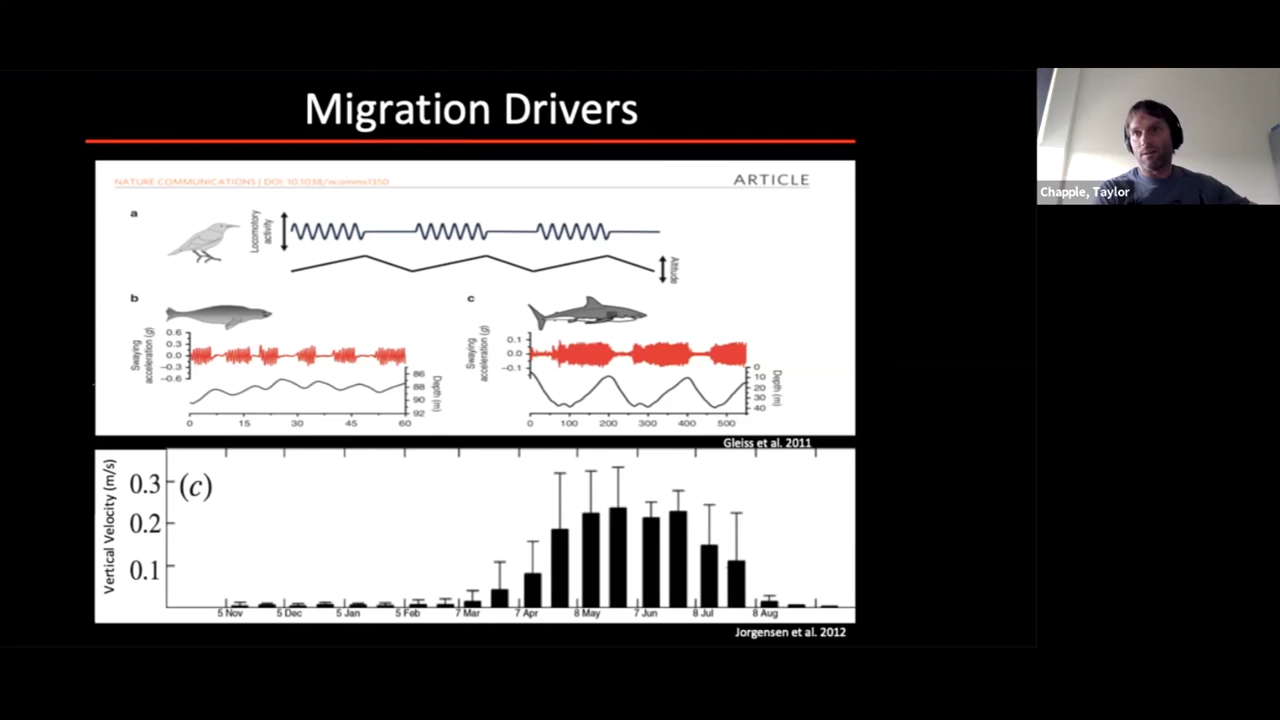 Migration Drivers
NATURE COMMUNICATIONS | DOI: 10.1038/ncomms1350
ARTICLE
a
Locomotory
activity
Altitude
b
c
Swaying
acceleration (g)
0.6
0.3
0.0
−0.3
−0.6
86
88
90
92
Depth (m)
0 15 30 45 60
Swaying
acceleration (g)
0.1
0.0
−0.1
0
10
20
30
40
Depth (m)
0 100 200 300 400 500
Gleiss et al. 2011
Vertical Velocity (m/s)
0.3
0.2
0.1
(c)
5 Nov 5 Dec 5 Jan 5 Feb 7 Mar 7 Apr 8 May 7 Jun 8 Jul 8 Aug
Jorgensen et al. 2012
Chapple, Taylor